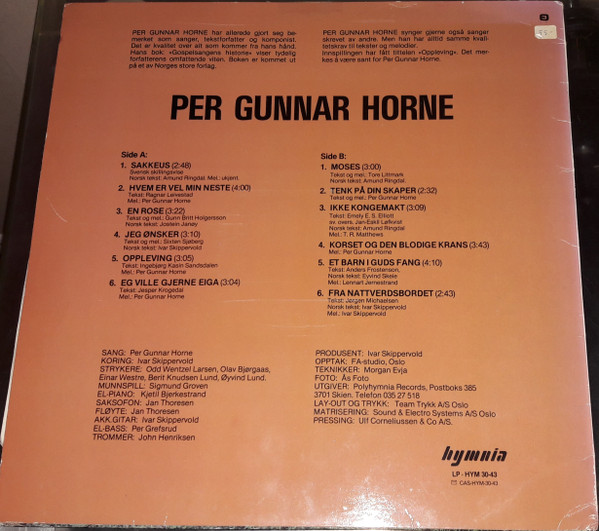 PER GUNNAR HORNE har allerede gjort seg be-
merket som sanger, tekstforfatter og komponist.
Det er kvalitet over alt som kommer fra hans hånd.
Hans bok: «Gospelsangens historie» viser tydelig
forfatterens omfattende viten. Boken er kommet ut
på et av Norges store forlag.
PER GUNNAR HORNE synger gjerne også sanger
skrevet av andre. Men han har alltid samme kvali-
tetskrav til tekster og melodier.
Innspillingen har fått tittelen «Oppleving». Det mer-
kes å være sant for Per Gunnar Horne.
PER GUNNAR HORNE
Side A:
1. SAKKEUS (2:48)
Svensk skillingsvise
Norsk tekst: Amund Ringdal. Mel.: ukjent.
2. HVEM ER VEL MIN NESTE (4:00)
Tekst: Ragnar Leivestad
Mel.: Per Gunnar Horne
3. EN ROSE (3:22)
Tekst og mel.: Gunn Britt Holgersson
Norsk tekst: Jostein Janøy
4. JEG ØNSKER (3:10)
Tekst og mel.: Sixten Sjøberg
Norsk tekst: Ivar Skippervold
5. OPPLEVING (3:05)
Tekst: Ingebjørg Kasin Sandsdalen
Mel.: Per Gunnar Horne
6. EG VILLE GJERNE EIGA (3:04)
Tekst: Jesper Krogedal
Mel.: Per Gunnar Horne
Side B:
1. MOSES (3:00)
Tekst og mel.: Tore Littmark
Norsk tekst: Amund Ringdal
2. TENK PÅ DIN SKAPER (2:32)
Tekst og mel.: Per Gunnar Horne
3. IKKE KONGEMAKT (3:09)
Tekst: Emely E. S. Elliott
sv. overs. Jan-Eskil Løfkvist
Norsk tekst: Amund Ringdal
Mel.: T. R. Matthews
4. KORSET OG DEN BLODIGE KRANS (3:43)
Mel.: Per Gunnar Horne
5. ET BARN I GUDS FANG (4:10)
Tekst: Anders Frostenson,
Norsk tekst: Eyvind Skeie
Mel.: Lennart Jernestrand
6. FRA NATTVERDSBORDET (2:43)
Tekst: Jørgen Michaelsen
Norsk tekst: Ivar Skippervold
Mel.: Ivar Skippervold
SANG: Per Gunnar Horne
KORING: Ivar Skippervold
STRYKERE: Odd Wentzel Larsen, Olav Bjørgaas,
Einar Westre, Berit Knudsen Lund, Øyvind Lund.
MUNNSPILL: Sigmund Groven
EL-PIANO: Kjetil Bjerkestrand
SAKSOFON: Jan Thoresen
FLØYTE: Jan Thoresen
AKK.GITAR: Ivar Skippervold
EL-BASS: Per Grefsrud
TROMMER: John Henriksen
PRODUSENT: Ivar Skippervold
OPPTAK: FA-studio, Oslo
TEKNIKKER: Morgan Evja
FOTO: Ås Foto
UTGIVER: Polyhymnia Records, Postboks 385
3701 Skien. Telefon 035 27 518
LAY-OUT OG TRYKK: Team Trykk A/S Oslo
MATRISERING: Sound & Electro Systems A/S Oslo
PRESSING: Ulf Corneliussen & Co A/S.
hymnia
LP - HYM 30-43
CAS-HYM-30-43